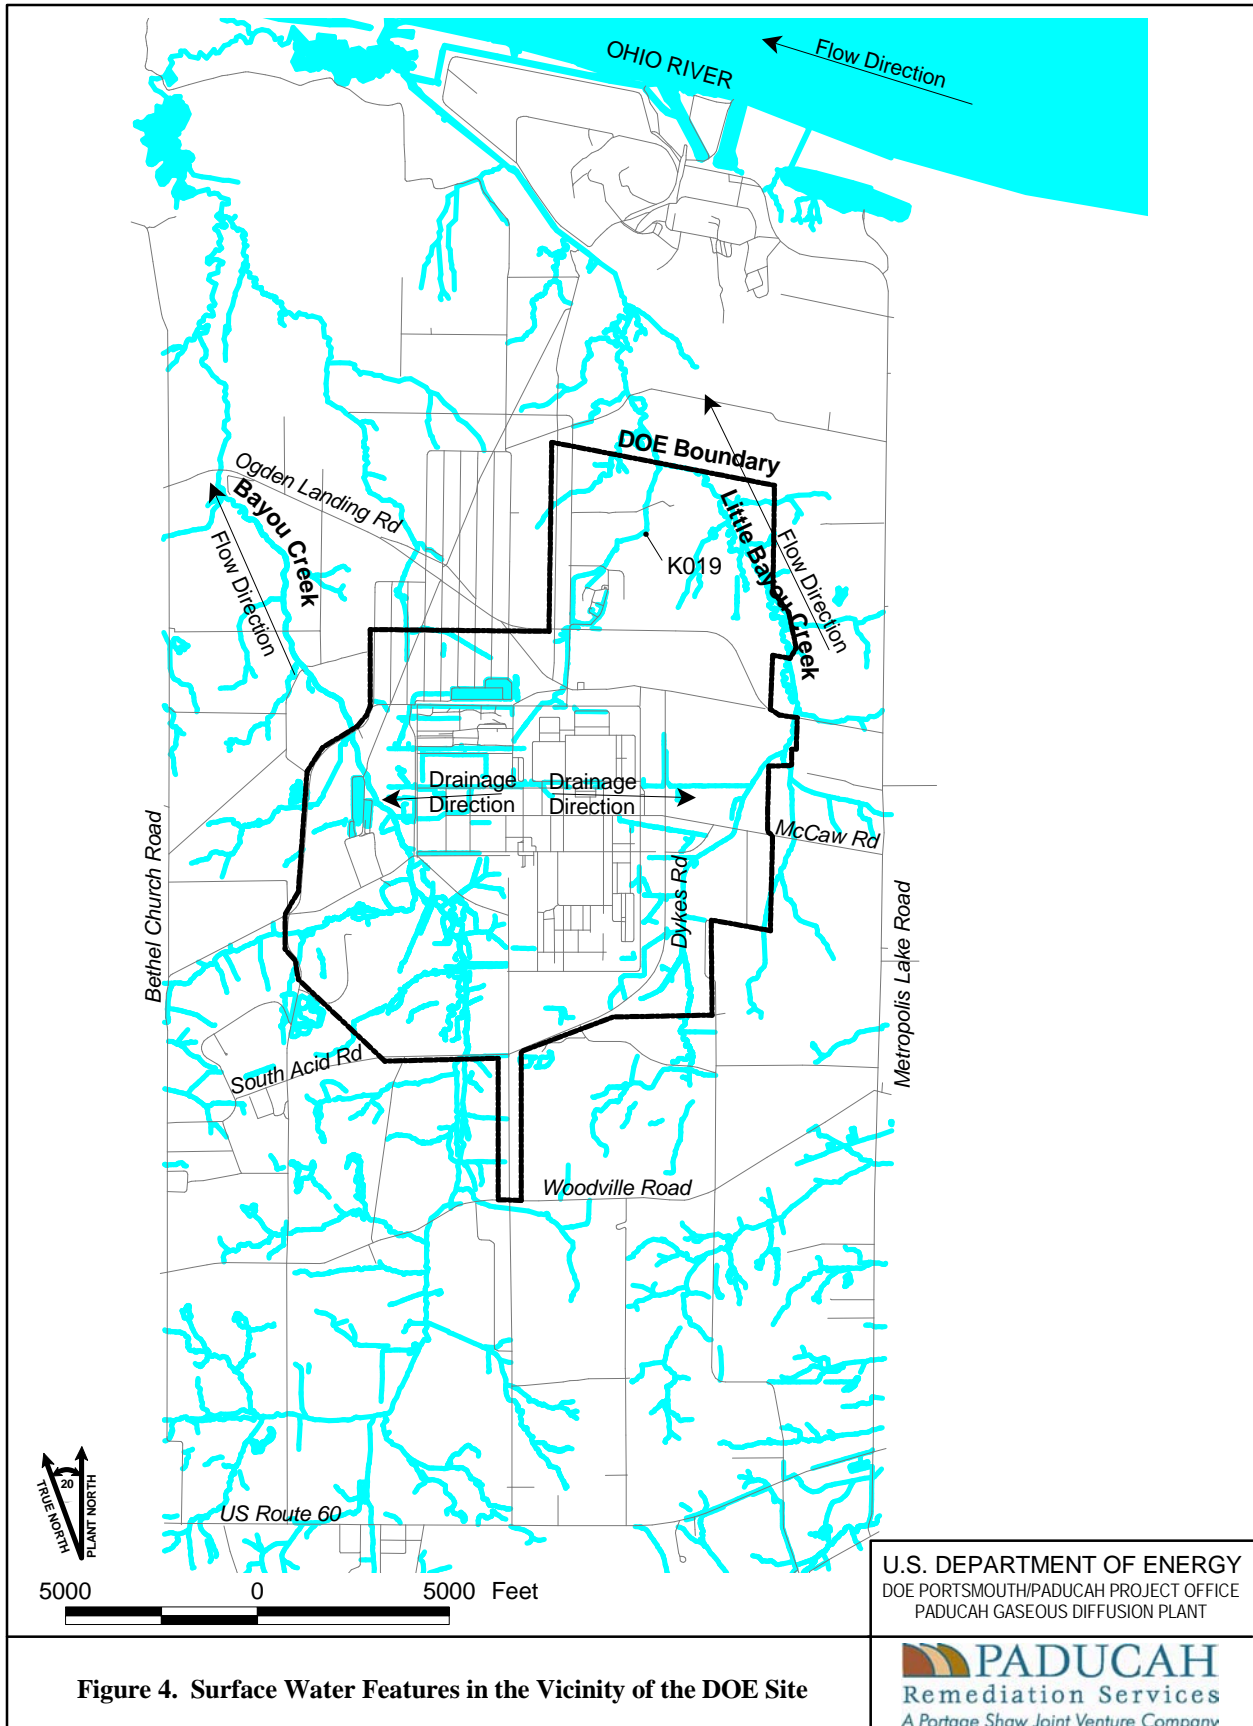 OHIO RIVER
Flow Direction
DOE Boundary
Ogden Landing Rd
Bayou Creek
Flow Direction
Little Bayou Creek
Flow Direction
K019
Drainage
Direction
Drainage
Direction
McCaw Rd
Dykes Rd
Bethel Church Road
Metropolis Lake Road
South Acid Rd
Woodville Road
20
TRUE NORTH
PLANT NORTH
US Route 60
5000 0 5000 Feet
U.S. DEPARTMENT OF ENERGY
DOE PORTSMOUTH/PADUCAH PROJECT OFFICE
PADUCAH GASEOUS DIFFUSION PLANT
Figure 4. Surface Water Features in the Vicinity of the DOE Site
PADUCAH
Remediation Services
A Portage Shaw Joint Venture Company